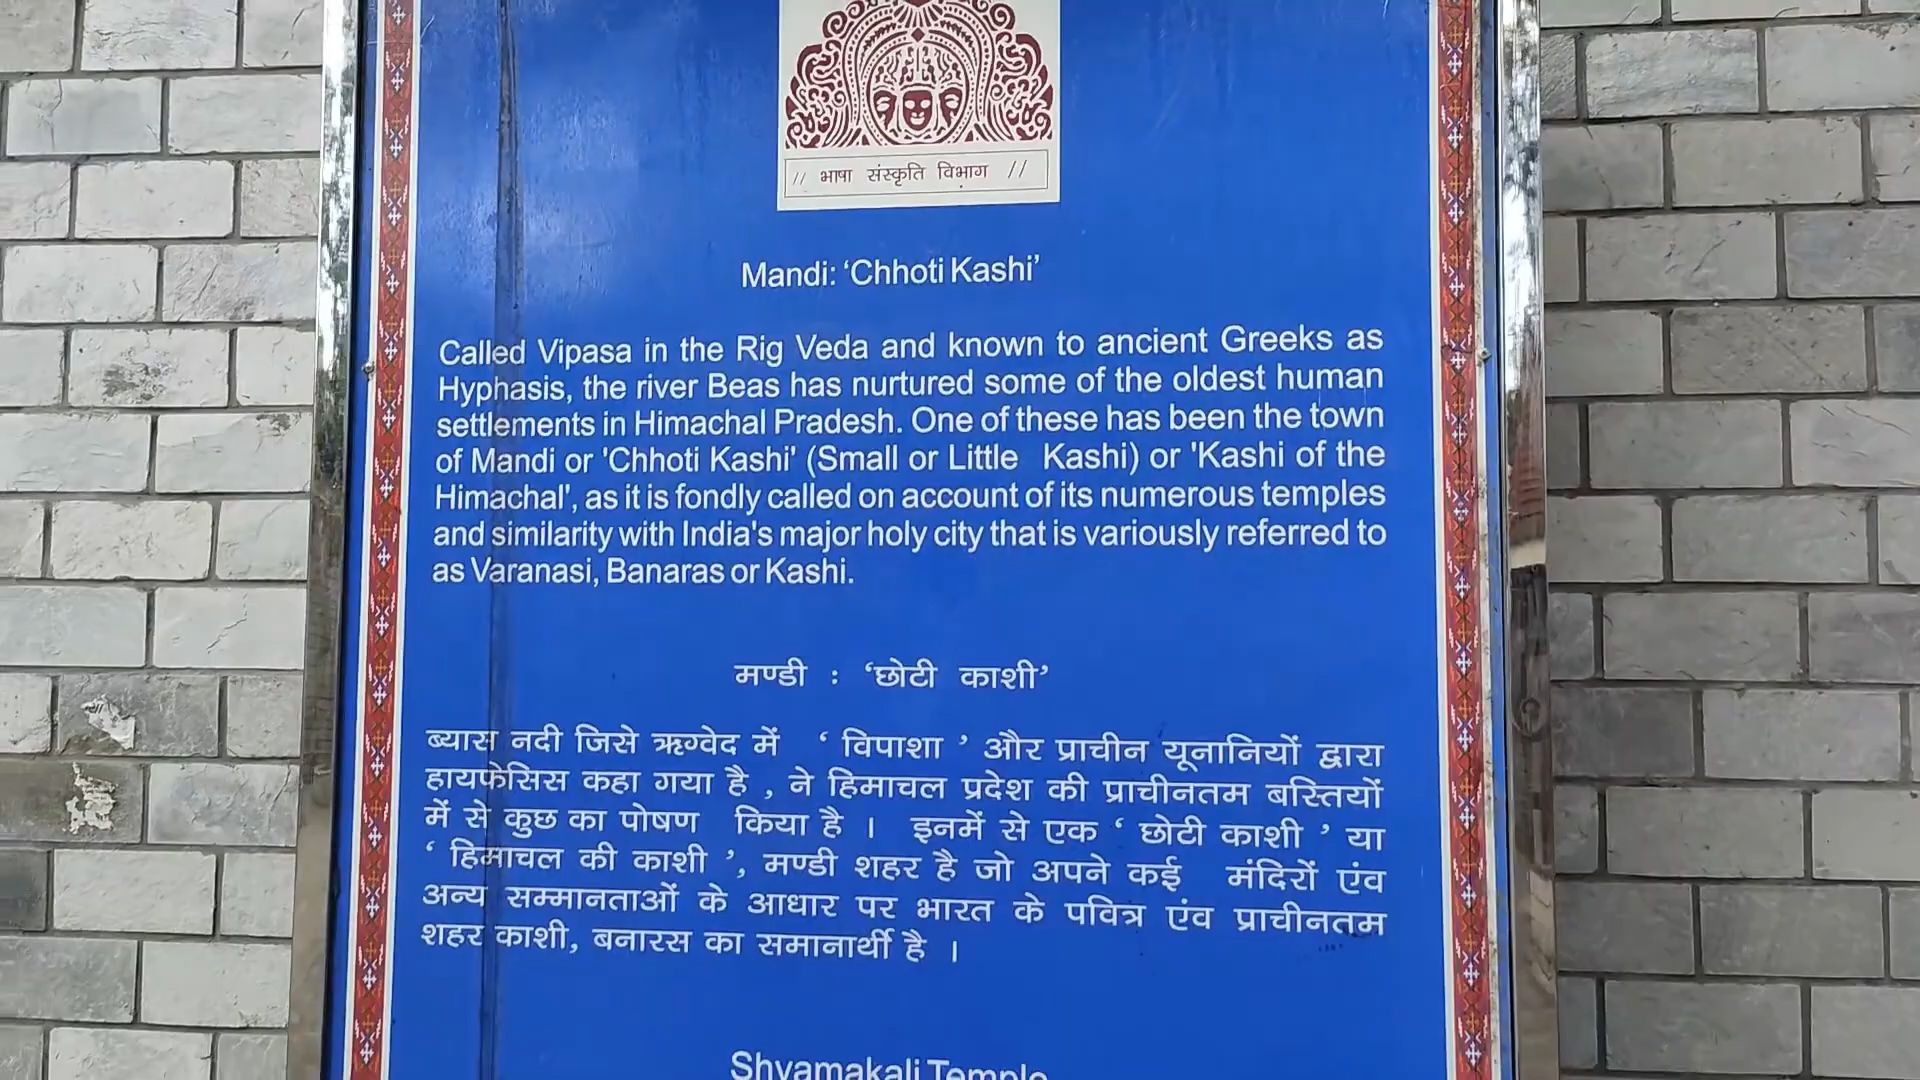 // भाषा संस्कृति विभाग //
Mandi: ‘Chhoti Kashi’
Called Vipasa in the Rig Veda and known to ancient Greeks as
Hyphasis, the river Beas has nurtured some of the oldest human
settlements in Himachal Pradesh. One of these has been the town
of Mandi or 'Chhoti Kashi' (Small or Little Kashi) or 'Kashi of the
Himachal', as it is fondly called on account of its numerous temples
and similarity with India's major holy city that is variously referred to
as Varanasi, Banaras or Kashi.
मण्डी : ‘छोटी काशी’
ब्यास नदी जिसे ऋग्वेद में ‘ विपाशा ’ और प्राचीन यूनानियों द्वारा
हायफेसिस कहा गया है , ने हिमाचल प्रदेश की प्राचीनतम बस्तियों
में से कुछ का पोषण किया है । इनमें से एक ‘ छोटी काशी ’ या
‘ हिमाचल की काशी ’, मण्डी शहर है जो अपने कई मंदिरों एंव
अन्य सम्मानताओं के आधार पर भारत के पवित्र एंव प्राचीनतम
शहर काशी, बनारस का समानार्थी है ।
Shyamakali Temple